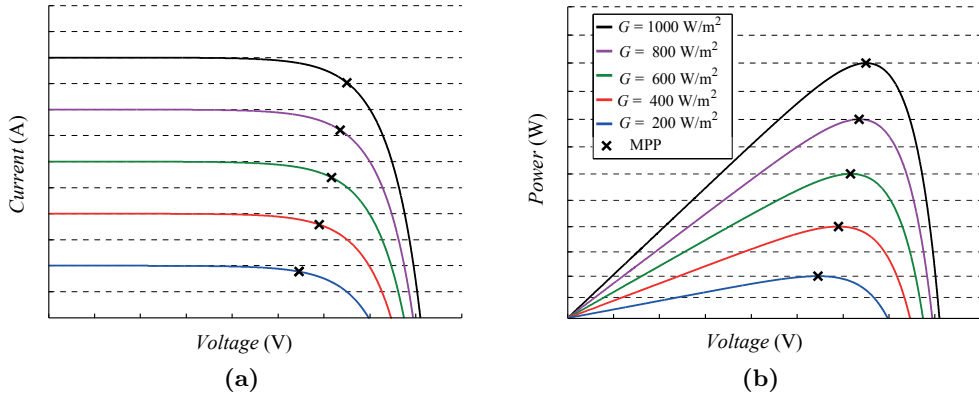 Current (A)
Voltage (V)
(a)
Power (W)
G = 1000 W/m²
G = 800 W/m²
G = 600 W/m²
G = 400 W/m²
G = 200 W/m²
MPP
Voltage (V)
(b)